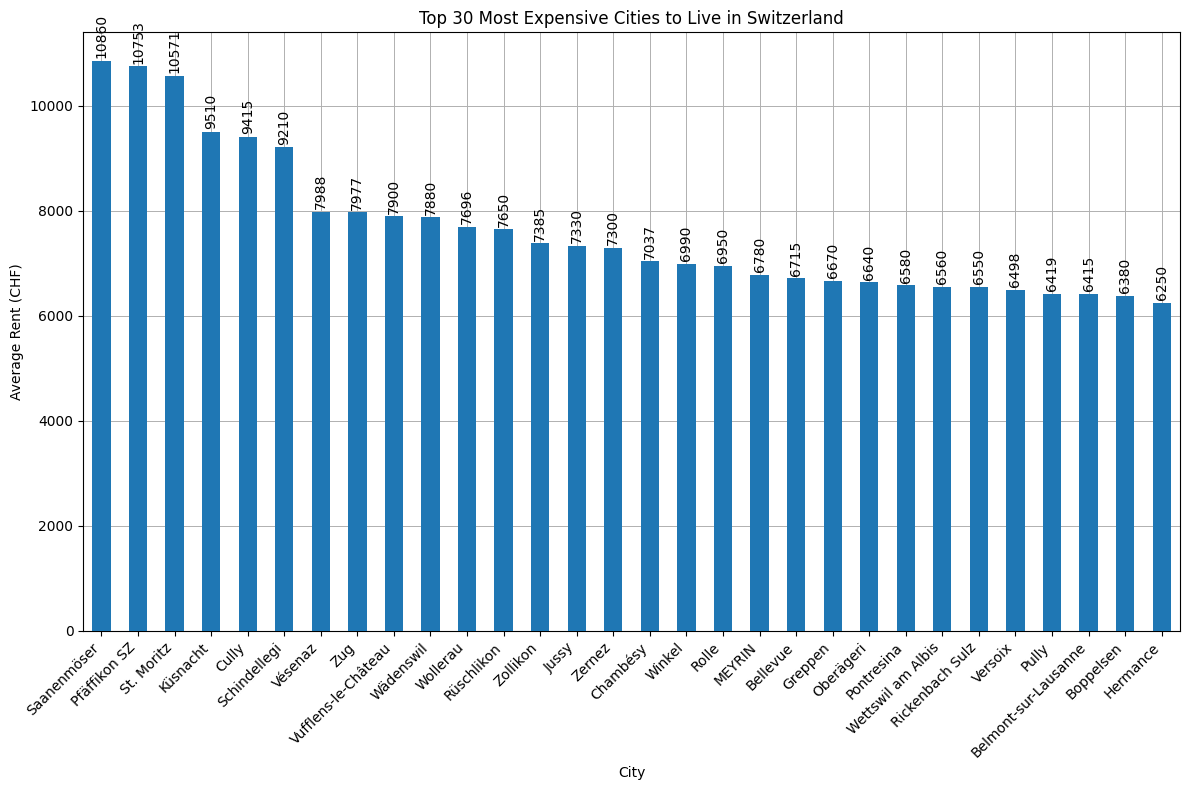 Top 30 Most Expensive Cities to Live in Switzerland
Average Rent (CHF)
10000
8000
6000
4000
2000
0
10860
10753
10571
9510
9415
9210
7988
7977
7900
7880
7696
7650
7385
7330
7300
7037
6990
6950
6780
6715
6670
6640
6580
6560
6550
6498
6419
6415
6380
6250
Saanenmöser
Pfäffikon SZ
St. Moritz
Küsnacht
Cully
Schindellegi
Vésenaz
Zug
Vufflens-le-Château
Wädenswil
Wollerau
Rüschlikon
Zollikon
Jussy
Zernez
Chambésy
Winkel
Rolle
MEYRIN
Bellevue
Greppen
Oberägeri
Pontresina
Wettswil am Albis
Rickenbach Sulz
Versoix
Pully
Belmont-sur-Lausanne
Boppelsen
Hermance
City